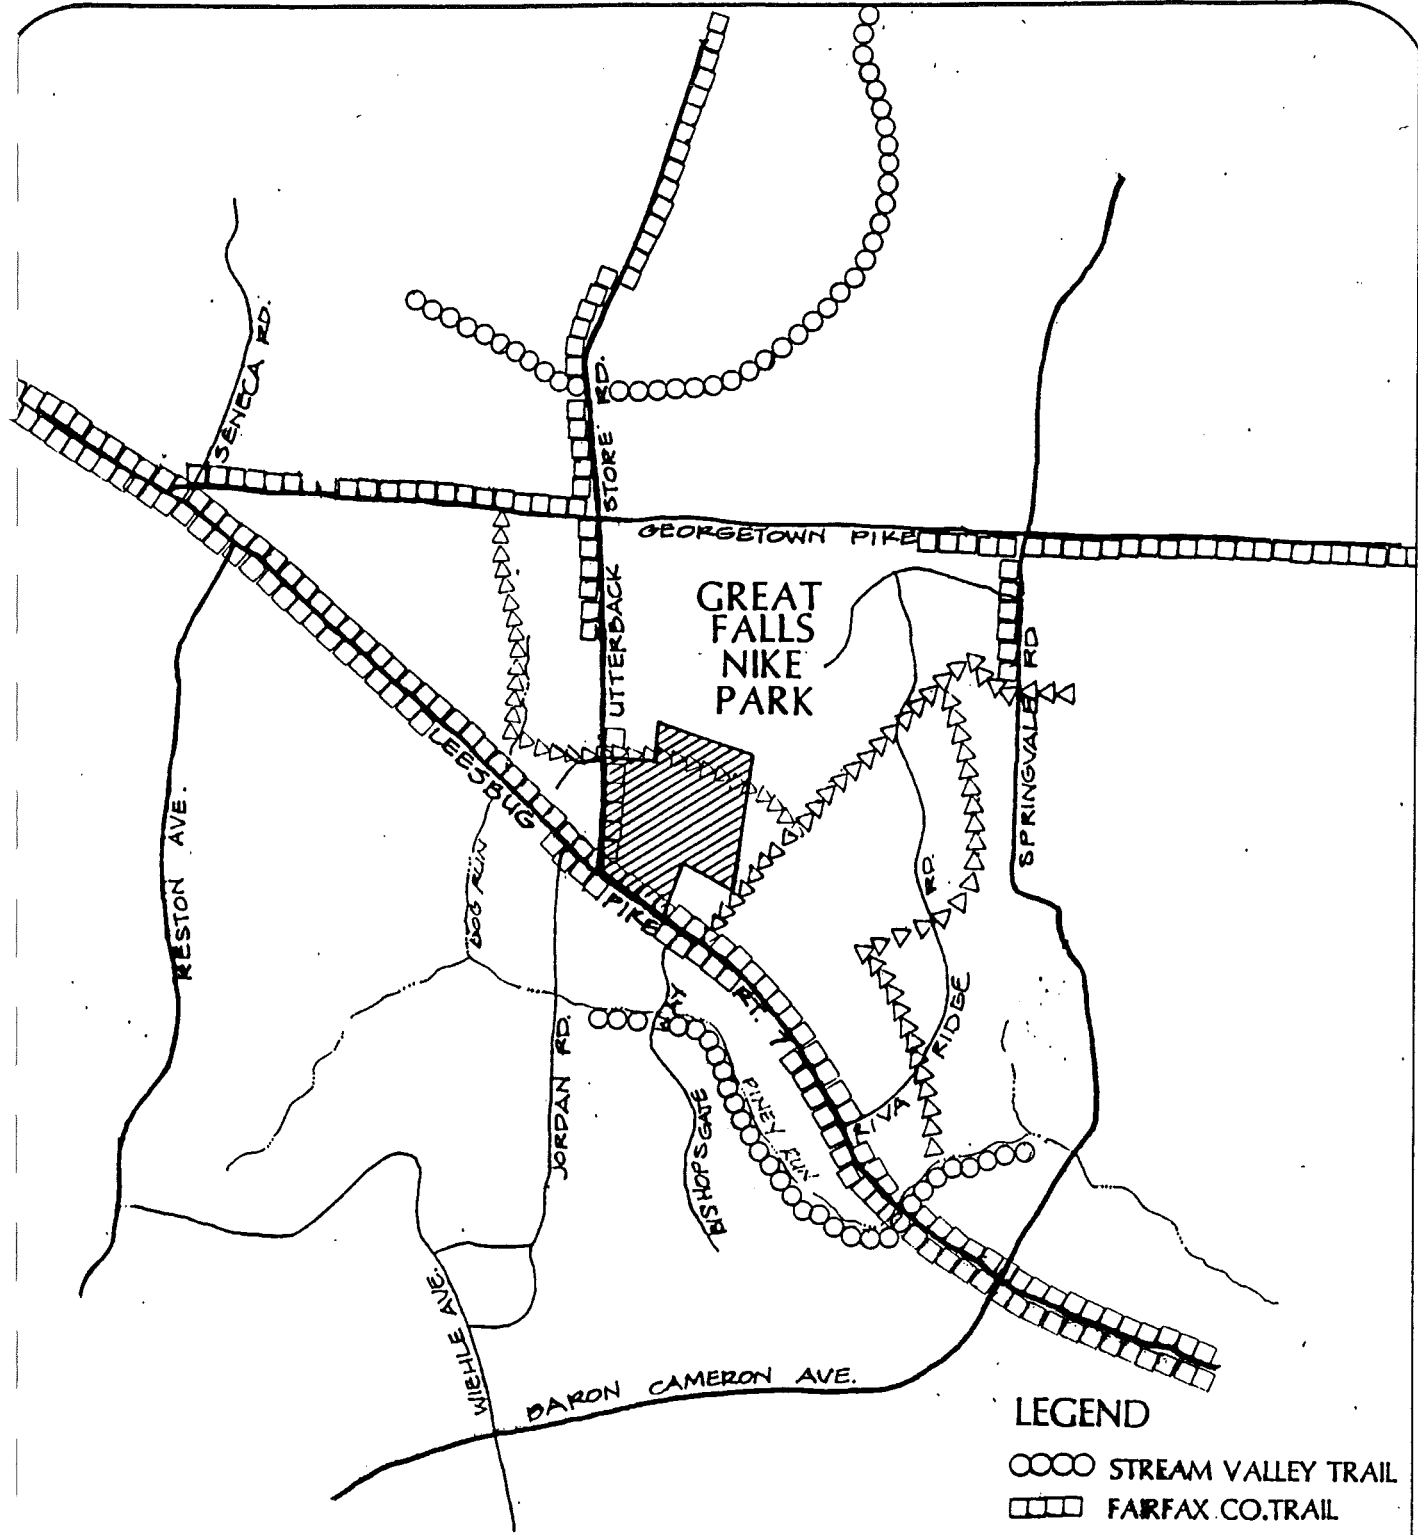 SENECA RD.
UTTERBACK STORE RD.
GEORGETOWN PIKE
GREAT
FALLS
NIKE
PARK
SPRINGVALE RD
LEESBUG PIKE RT. 7
RESTON AVE.
DOG RUN
RIVA RIDGE RD.
JORDAN RD.
BISHOPSGATE WAY
PINEY RUN
WIEHLE AVE.
BARON CAMERON AVE.
LEGEND
STREAM VALLEY TRAIL
FAIRFAX CO.TRAIL